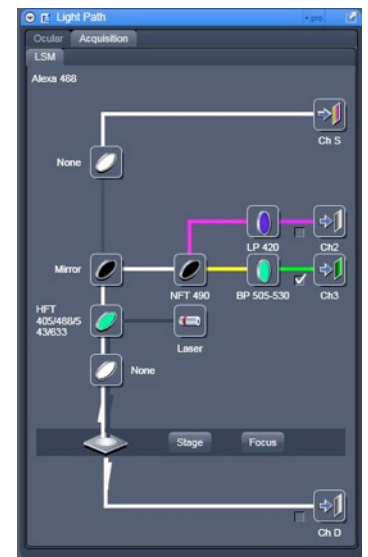 Light Path
pro
Ocular Acquisition
LSM
Alexa 488
Ch S
None
LP 420
Ch2
Mirror
NFT 490
BP 505-530
Ch3
HFT
405/488/5
43/633
Laser
None
Stage
Focus
Ch D